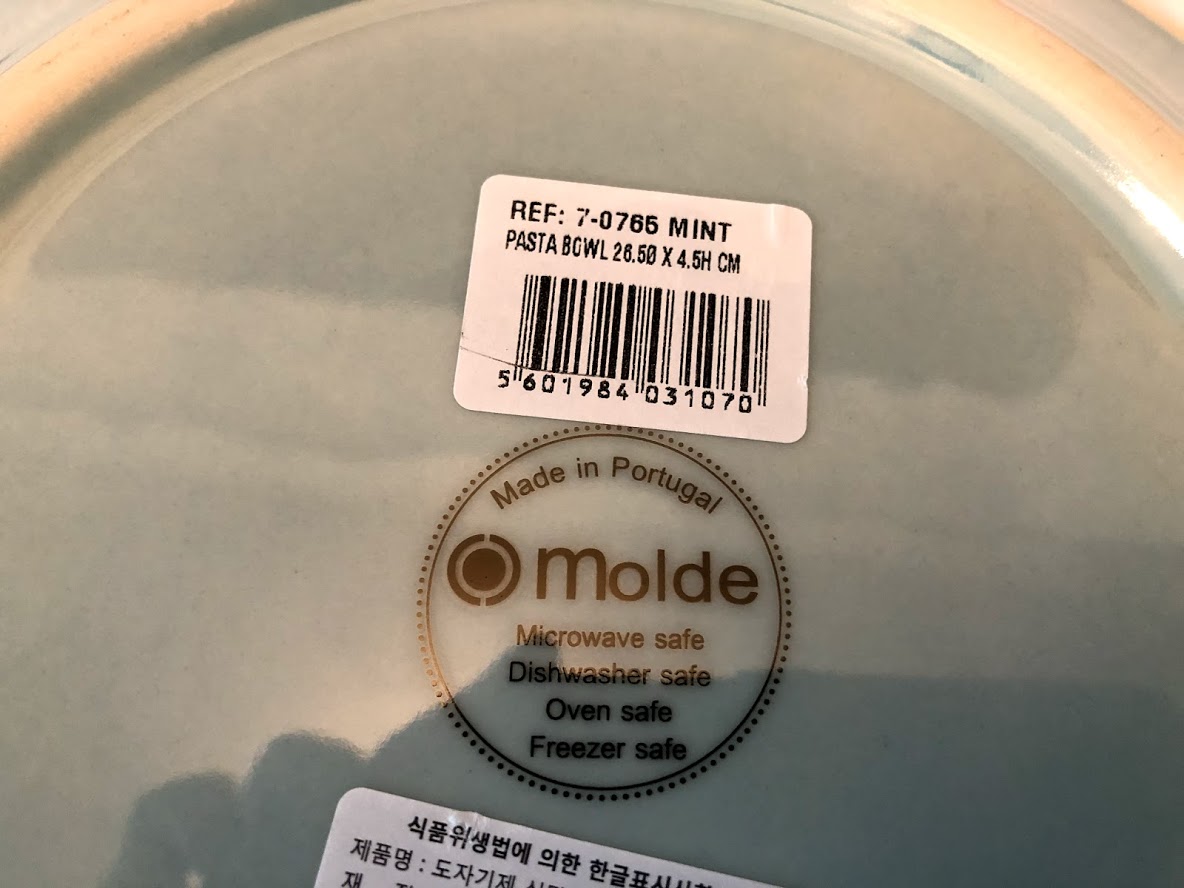 REF: 7-0765 MINT
PASTA BOWL 26.5Ø X 4.5H CM
5 601984 031070
Made in Portugal
molde
Microwave safe
Dishwasher safe
Oven safe
Freezer safe
식품위생법에 의한 한글표시사항
제품명 : 도자기제